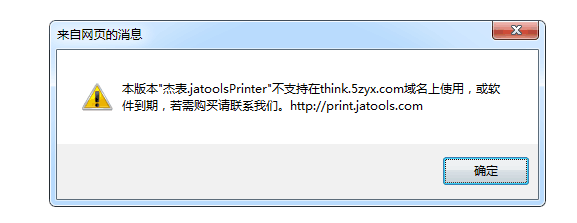 来自网页的消息
本版本"杰表.jatoolsPrinter"不支持在think.5zyx.com域名上使用，或软
件到期，若需购买请联系我们。http://print.jatools.com
确定